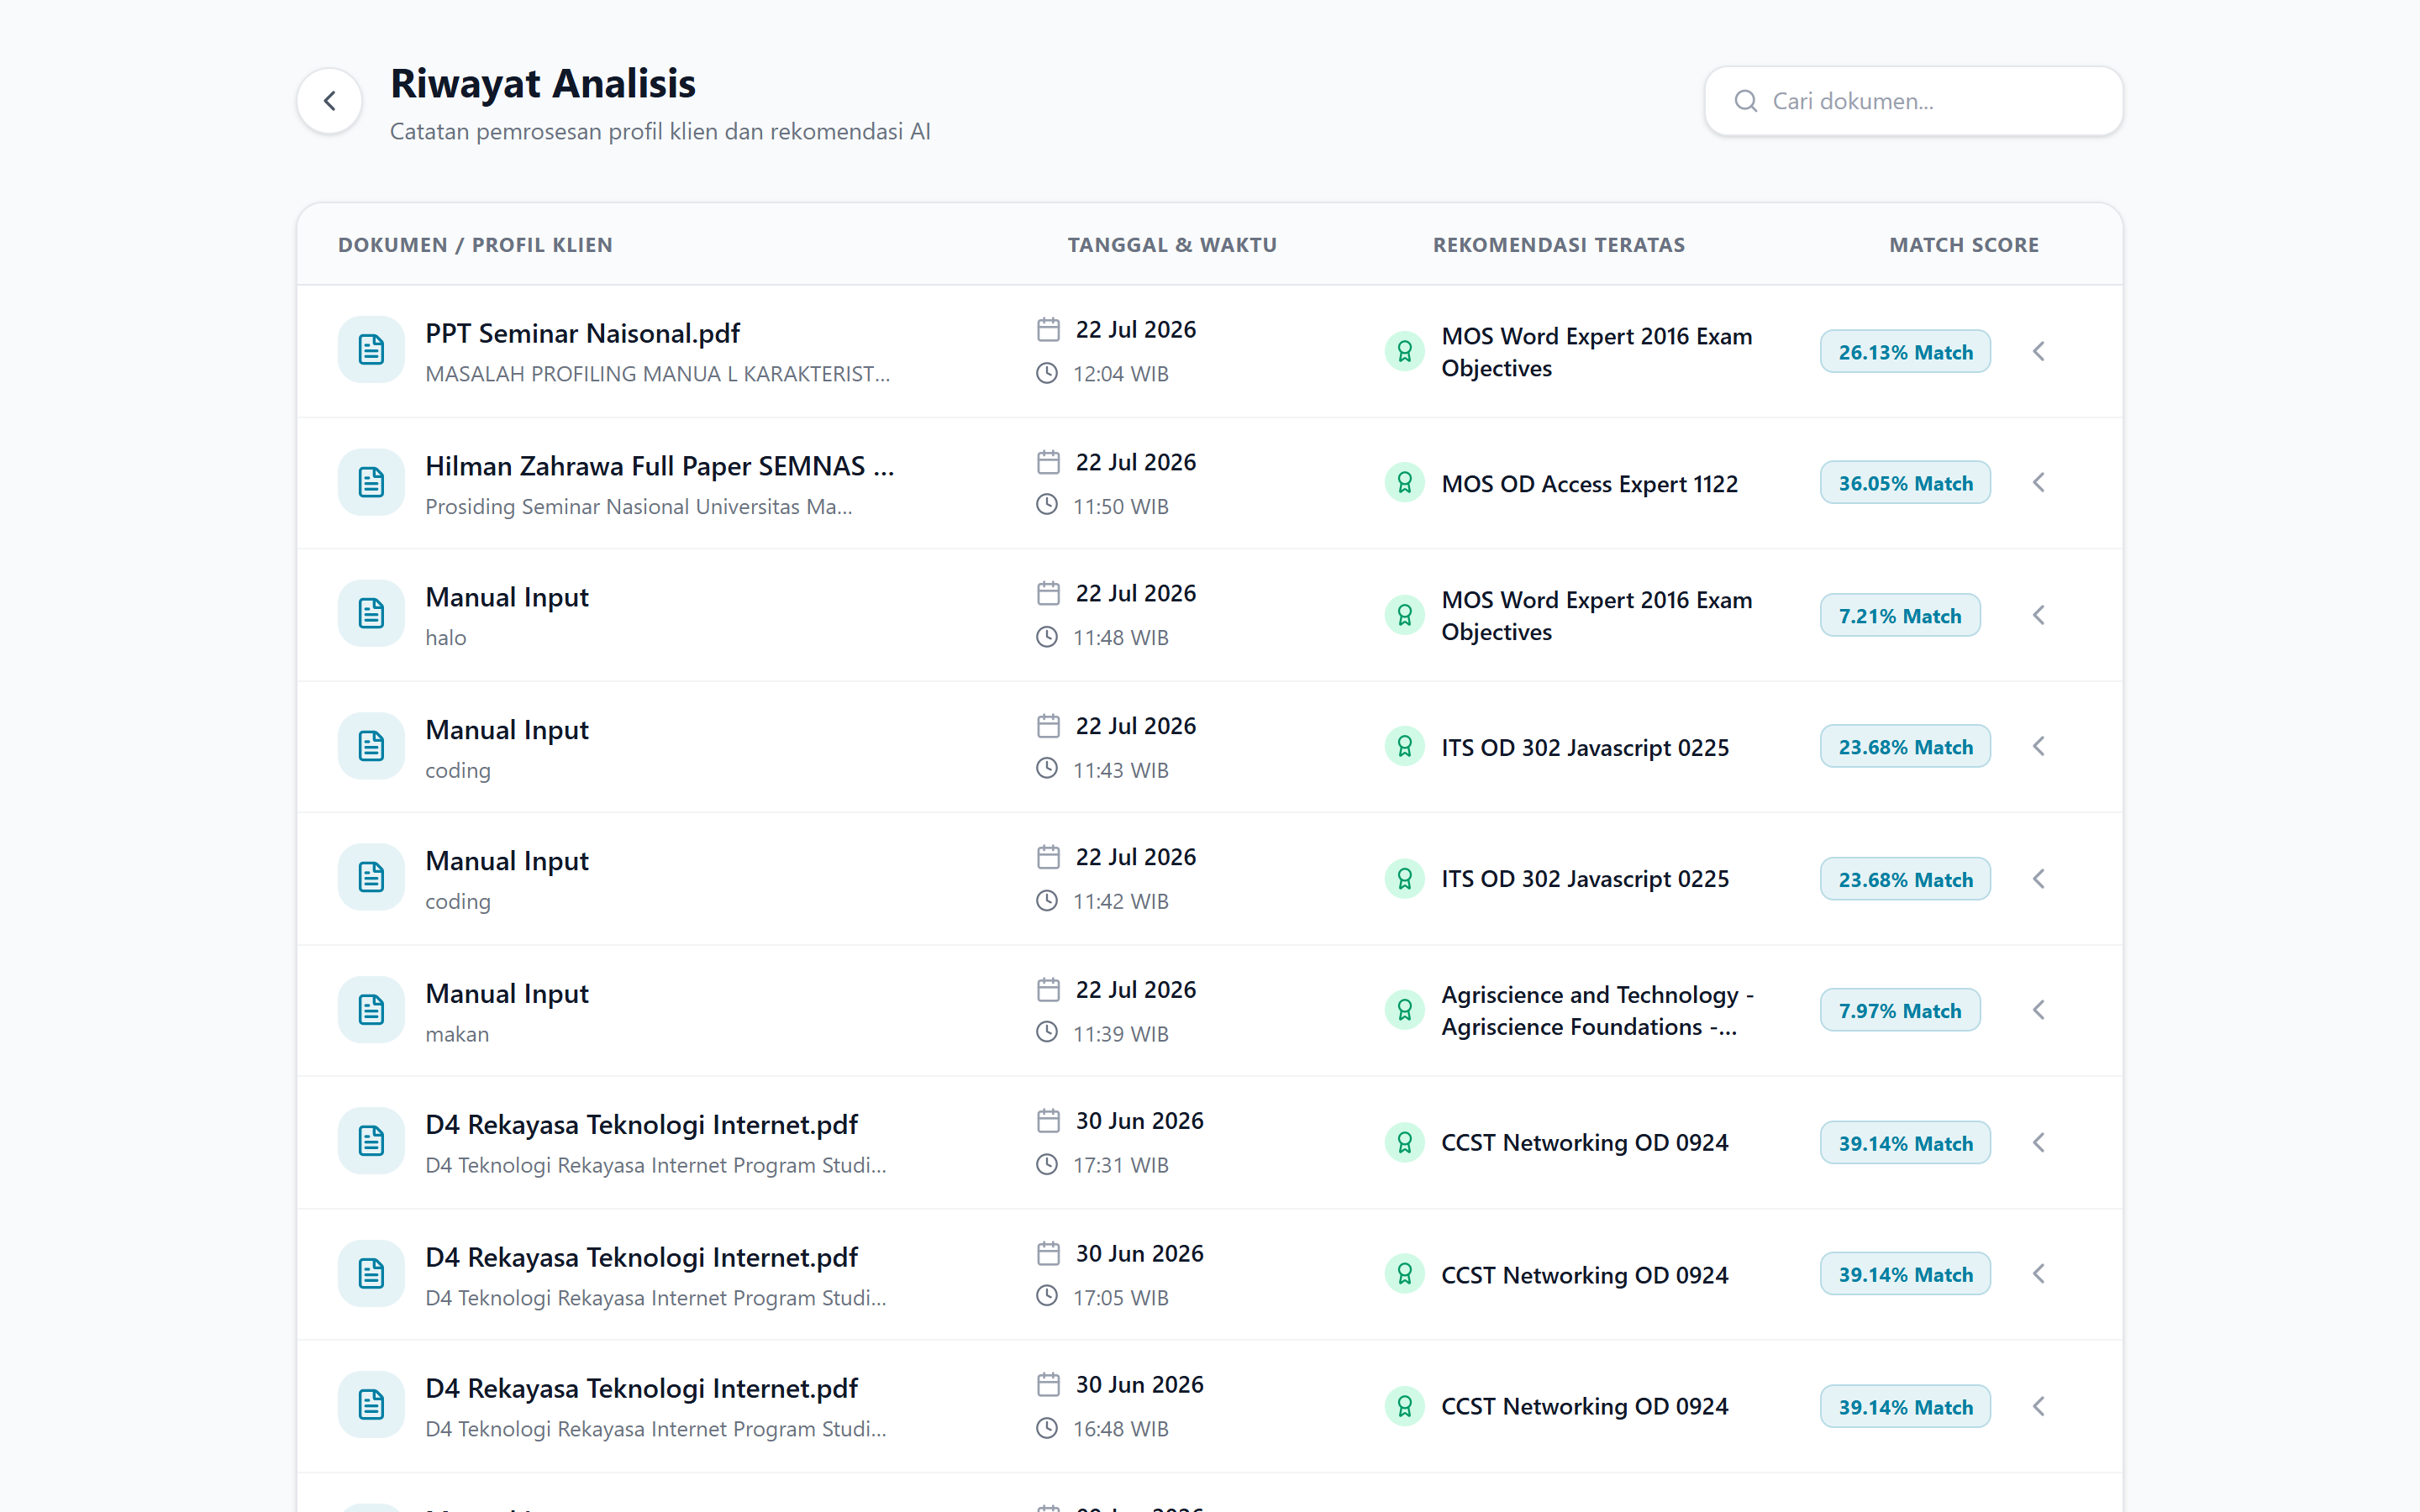 Riwayat Analisis
Catatan pemrosesan profil klien dan rekomendasi AI
Cari dokumen...
DOKUMEN / PROFIL KLIEN
TANGGAL & WAKTU
REKOMENDASI TERATAS
MATCH SCORE
PPT Seminar Naisonal.pdf
MASALAH PROFILING MANUA L KARAKTERIST...
22 Jul 2026
12:04 WIB
MOS Word Expert 2016 Exam
Objectives
26.13% Match
Hilman Zahrawa Full Paper SEMNAS ...
Prosiding Seminar Nasional Universitas Ma...
22 Jul 2026
11:50 WIB
MOS OD Access Expert 1122
36.05% Match
Manual Input
halo
22 Jul 2026
11:48 WIB
MOS Word Expert 2016 Exam
Objectives
7.21% Match
Manual Input
coding
22 Jul 2026
11:43 WIB
ITS OD 302 Javascript 0225
23.68% Match
Manual Input
coding
22 Jul 2026
11:42 WIB
ITS OD 302 Javascript 0225
23.68% Match
Manual Input
makan
22 Jul 2026
11:39 WIB
Agriscience and Technology -
Agriscience Foundations -...
7.97% Match
D4 Rekayasa Teknologi Internet.pdf
D4 Teknologi Rekayasa Internet Program Studi...
30 Jun 2026
17:31 WIB
CCST Networking OD 0924
39.14% Match
D4 Rekayasa Teknologi Internet.pdf
D4 Teknologi Rekayasa Internet Program Studi...
30 Jun 2026
17:05 WIB
CCST Networking OD 0924
39.14% Match
D4 Rekayasa Teknologi Internet.pdf
D4 Teknologi Rekayasa Internet Program Studi...
30 Jun 2026
16:48 WIB
CCST Networking OD 0924
39.14% Match